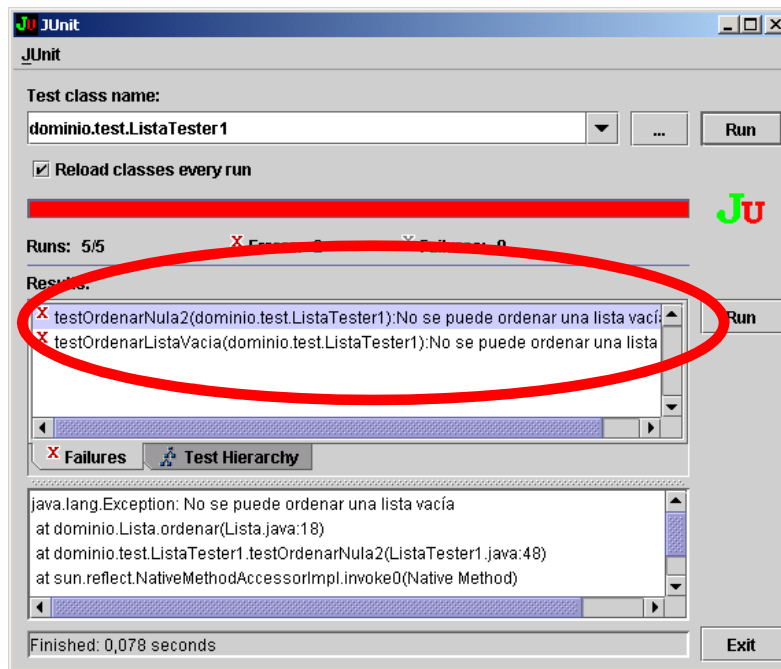 JUnit
JUnit
Test class name:
dominio.test.ListaTester1
...
Run
Reload classes every run
JU
Runs: 5/5
Results:
testOrdenarNula2(dominio.test.ListaTester1):No se puede ordenar una lista vací
Run
testOrdenarListaVacia(dominio.test.ListaTester1):No se puede ordenar una lista
Failures
Test Hierarchy
java.lang.Exception: No se puede ordenar una lista vacía
at dominio.Lista.ordenar(Lista.java:18)
at dominio.test.ListaTester1.testOrdenarNula2(ListaTester1.java:48)
at sun.reflect.NativeMethodAccessorImpl.invoke0(Native Method)
Finished: 0,078 seconds
Exit